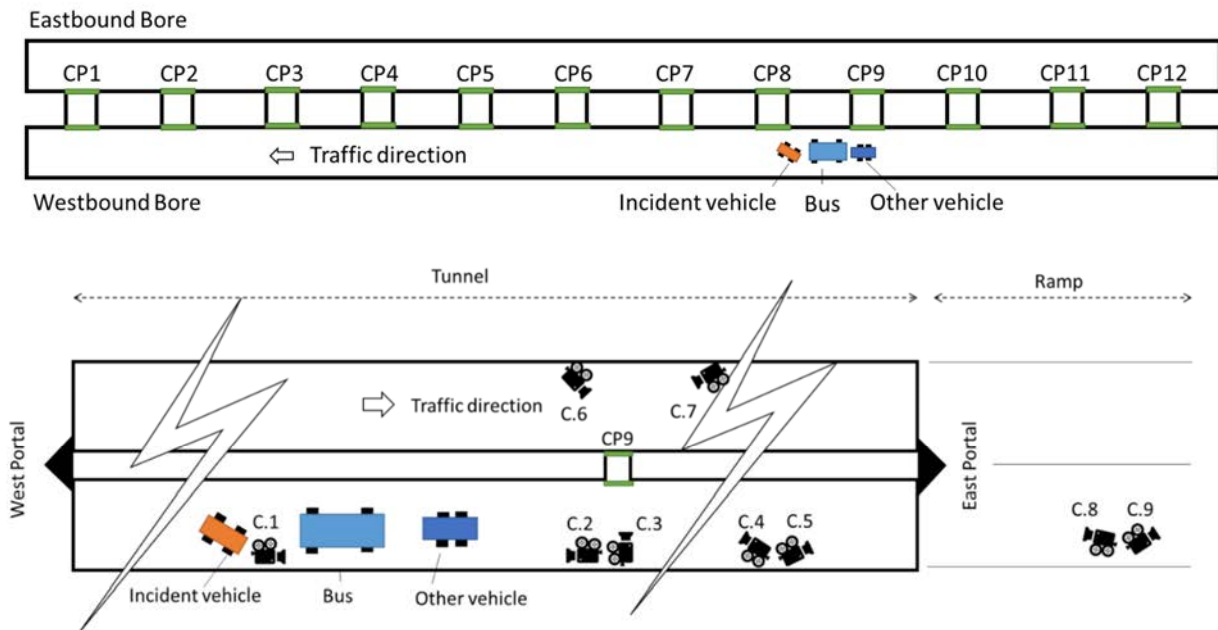 Eastbound Bore
CP1 CP2 CP3 CP4 CP5 CP6 CP7 CP8 CP9 CP10 CP11 CP12
Traffic direction
Incident vehicle Bus Other vehicle
Westbound Bore
Tunnel
Ramp
Traffic direction
C.6
C.7
CP9
West Portal
East Portal
C.1
C.2
C.3
C.4
C.5
C.8
C.9
Incident vehicle
Bus
Other vehicle